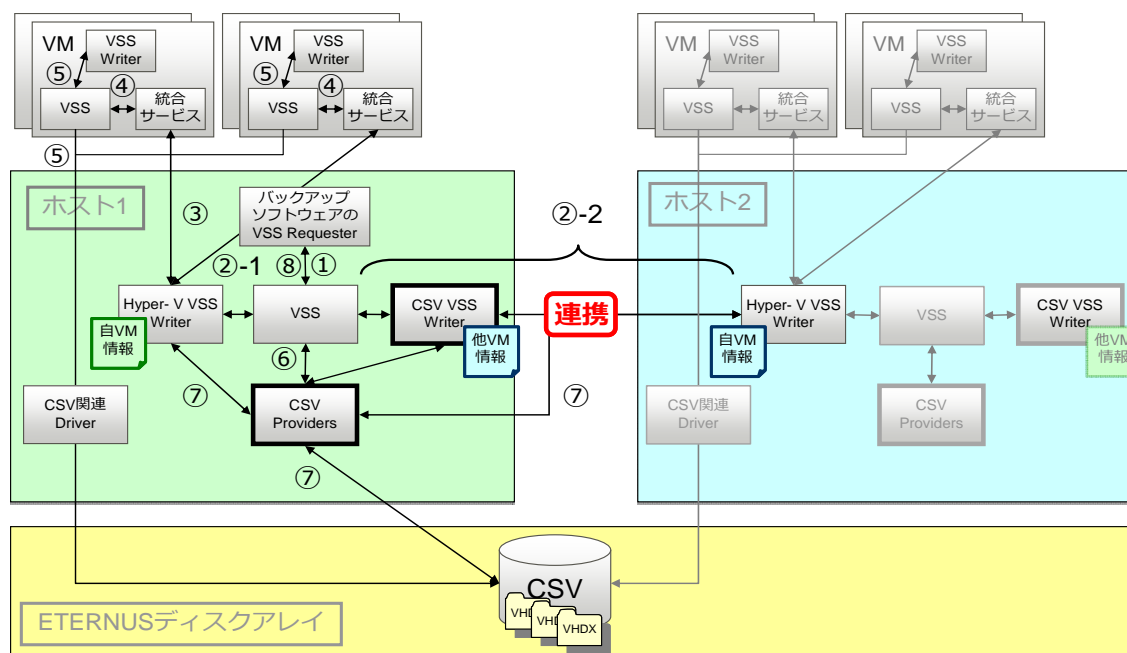 VM
VSS
Writer
⑤
④
VSS
統合
サービス
VM
VSS
Writer
⑤
④
VSS
統合
サービス
VM
VSS
Writer
VSS
統合
サービス
VM
VSS
Writer
VSS
統合
サービス
⑤
ホスト1
③
バックアップ
ソフトウェアの
VSS Requester
②-1
⑧
①
②-2
Hyper- V VSS
Writer
自VM
情報
VSS
CSV VSS
Writer
他VM
情報
連携
⑥
⑦
⑦
CSV関連
Driver
CSV
Providers
⑦
ホスト2
Hyper- V VSS
Writer
自VM
情報
VSS
CSV VSS
Writer
他VM
情報
CSV関連
Driver
CSV
Providers
CSV
VHD
VHD
VHDX
ETERNUSディスクアレイ